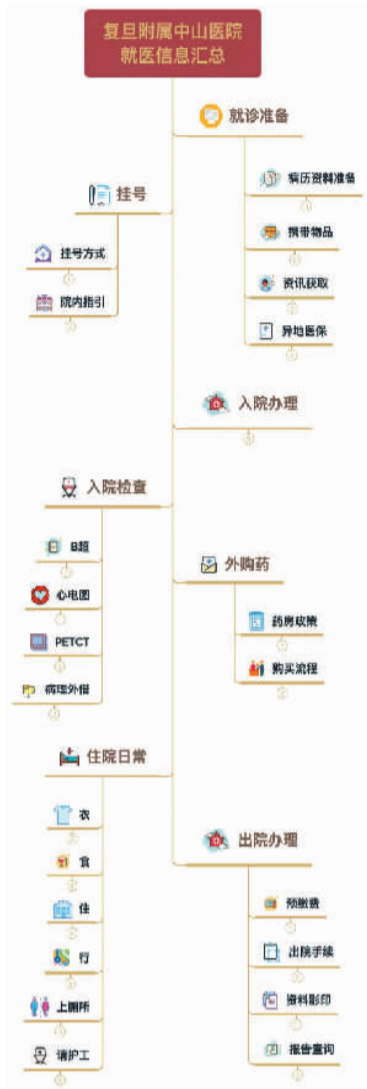 复旦附属中山医院
就医信息汇总
就诊准备
病历资料准备
携带物品
资讯获取
异地医保
挂号
挂号方式
院内指引
入院办理
入院检查
B超
心电图
PETCT
病理外借
外购药
药房政策
购买流程
住院日常
衣
食
住
行
上厕所
请护工
出院办理
预缴费
出院手续
资料影印
报告查询